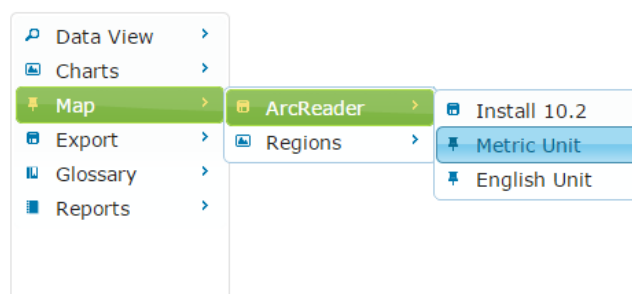 Data View
Charts
Map
Export
Glossary
Reports
ArcReader
Regions
Install 10.2
Metric Unit
English Unit